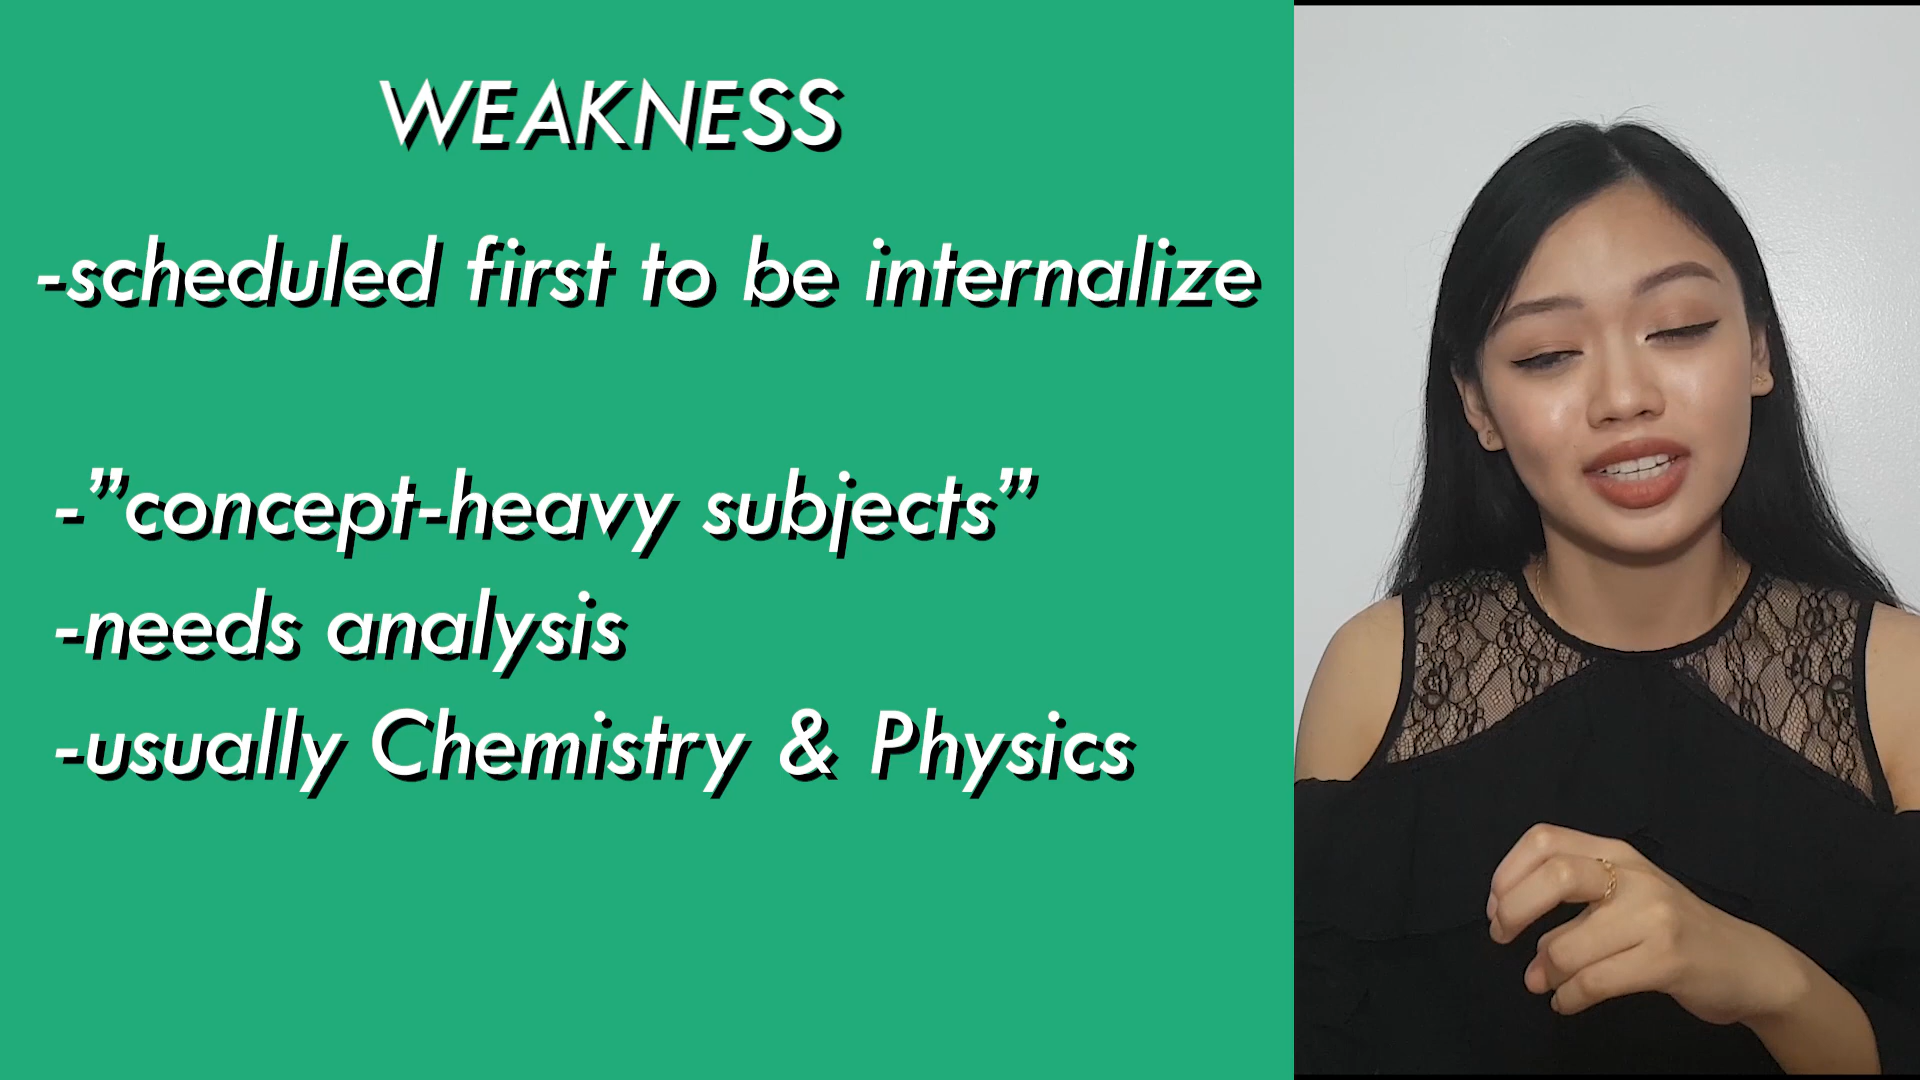 WEAKNESS
-scheduled first to be internalize
-”concept-heavy subjects”
-needs analysis
-usually Chemistry & Physics